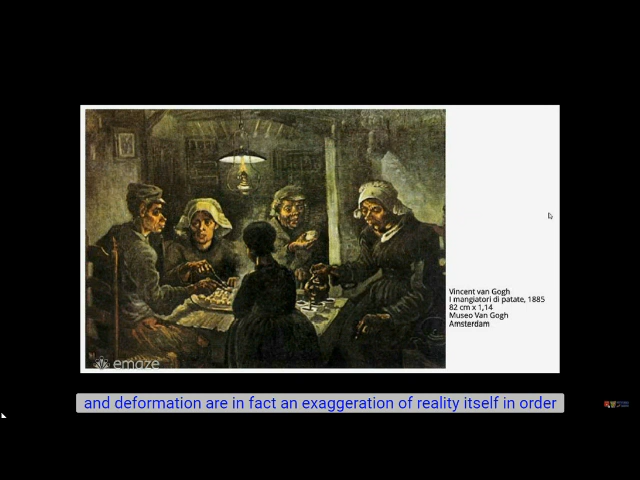 Vincent van Gogh
I mangiatori di patate, 1885
82 cm x 1,14
Museo Van Gogh
Amsterdam
emaze
and deformation are in fact an exaggeration of reality itself in order